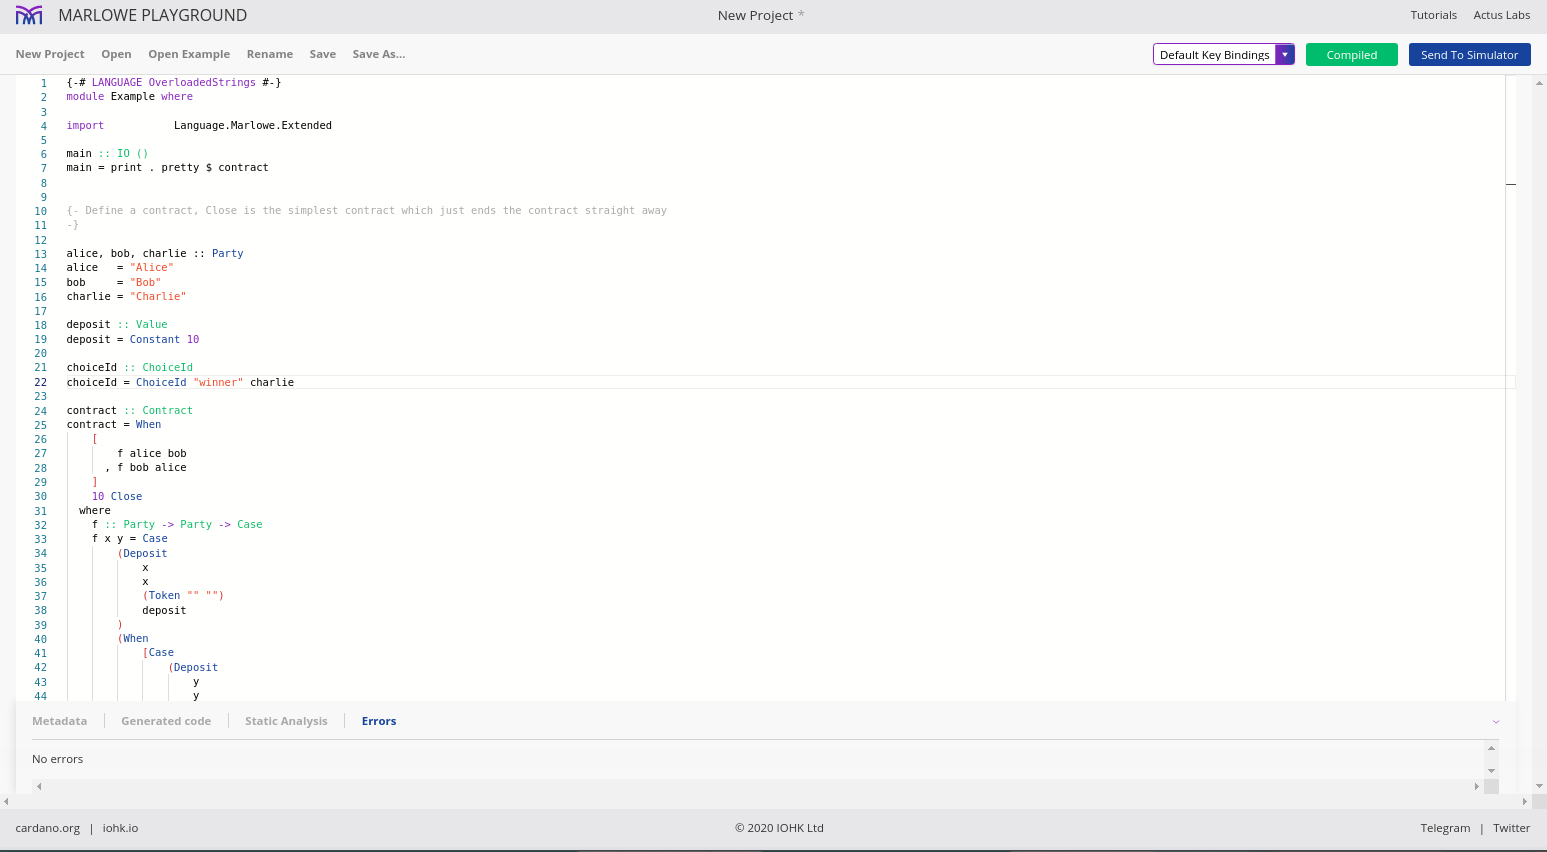 MARLOWE PLAYGROUND New Project * Tutorials Actus Labs
New Project Open Open Example Rename Save Save As... Default Key Bindings Compiled Send To Simulator
1 {-# LANGUAGE OverloadedStrings #-}
2 module Example where
3
4 import           Language.Marlowe.Extended
5
6 main :: IO ()
7 main = print . pretty $ contract
8
9
10 {- Define a contract, Close is the simplest contract which just ends the contract straight away
11 -}
12
13 alice, bob, charlie :: Party
14 alice   = "Alice"
15 bob     = "Bob"
16 charlie = "Charlie"
17
18 deposit :: Value
19 deposit = Constant 10
20
21 choiceId :: ChoiceId
22 choiceId = ChoiceId "winner" charlie
23
24 contract :: Contract
25 contract = When
26     [
27         f alice bob
28       , f bob alice
29     ]
30     10 Close
31   where
32     f :: Party -> Party -> Case
33     f x y = Case
34         (Deposit
35             x
36             x
37             (Token "" "")
38             deposit
39         )
40         (When
41             [Case
42                 (Deposit
43                     y
44                     y
Metadata Generated code Static Analysis Errors
No errors
cardano.org | iohk.io © 2020 IOHK Ltd Telegram | Twitter